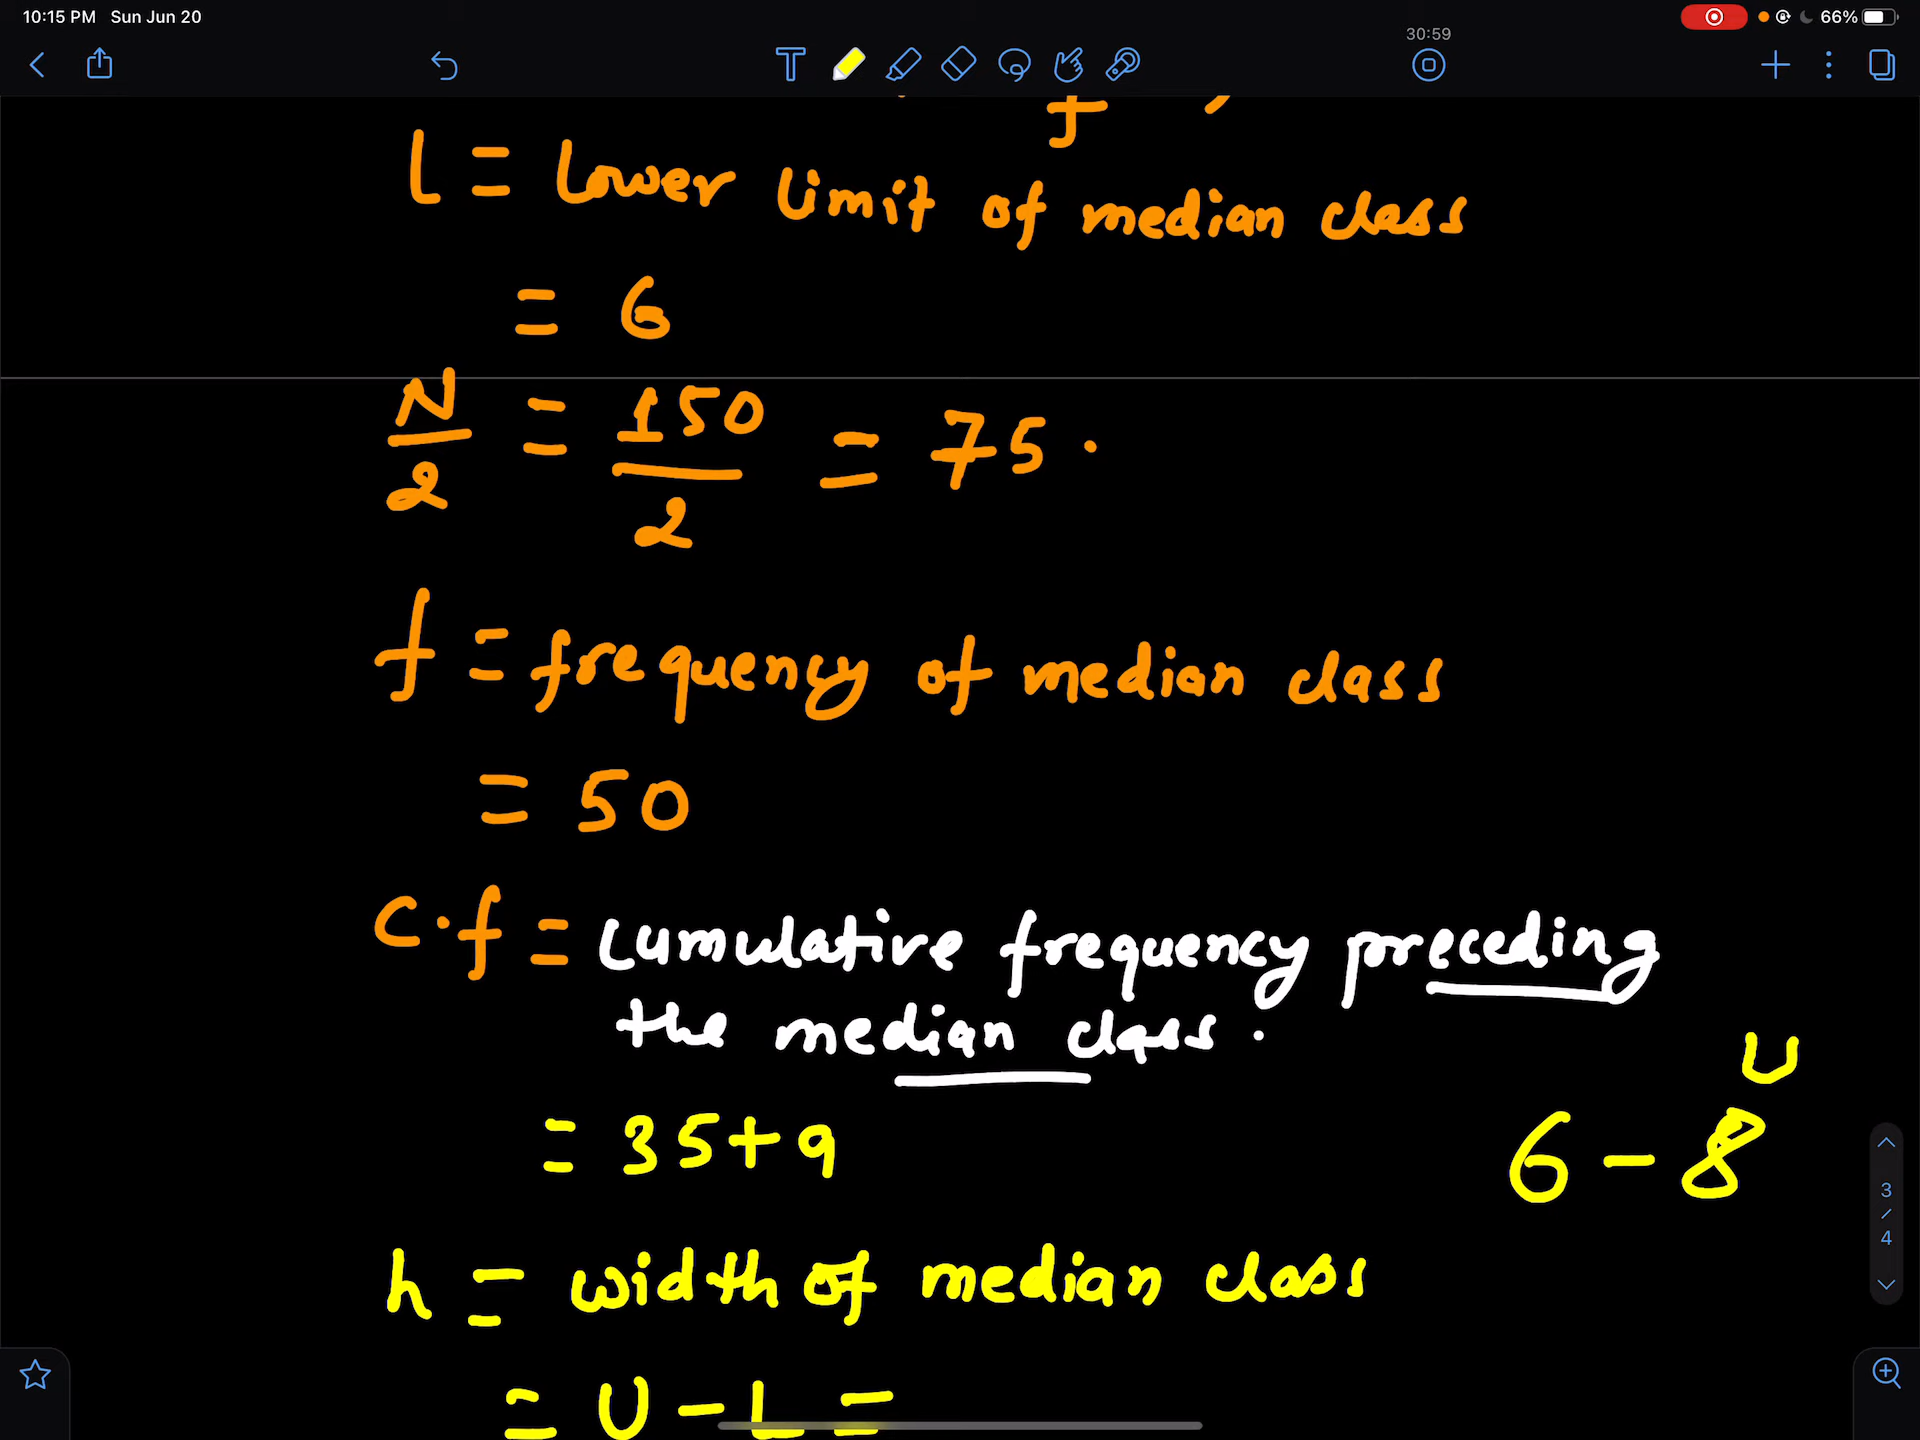 10:15 PM Sun Jun 20
66%
30:59
T
f
l = lower limit of median class
= 6
N/2 = 150/2 = 75.
f = frequency of median class
= 50
C.f = cumulative frequency preceding
the median class.
U
= 35+9
6-8
3
/
4
h = width of median class
= U - L =